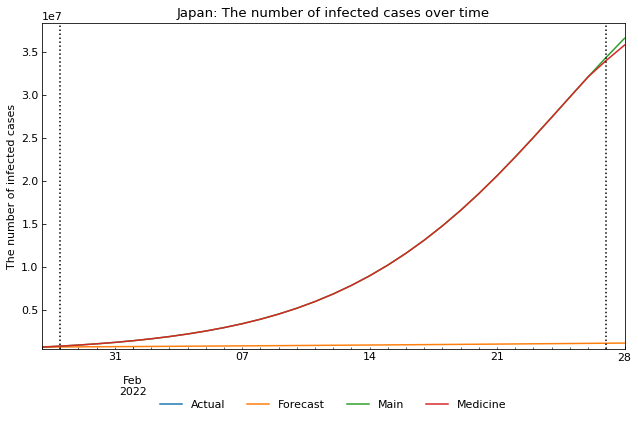 Japan: The number of infected cases over time
1e7
The number of infected cases
3.5
3.0
2.5
2.0
1.5
1.0
0.5
31 07 14 21 28
Feb
2022
Actual Forecast Main Medicine